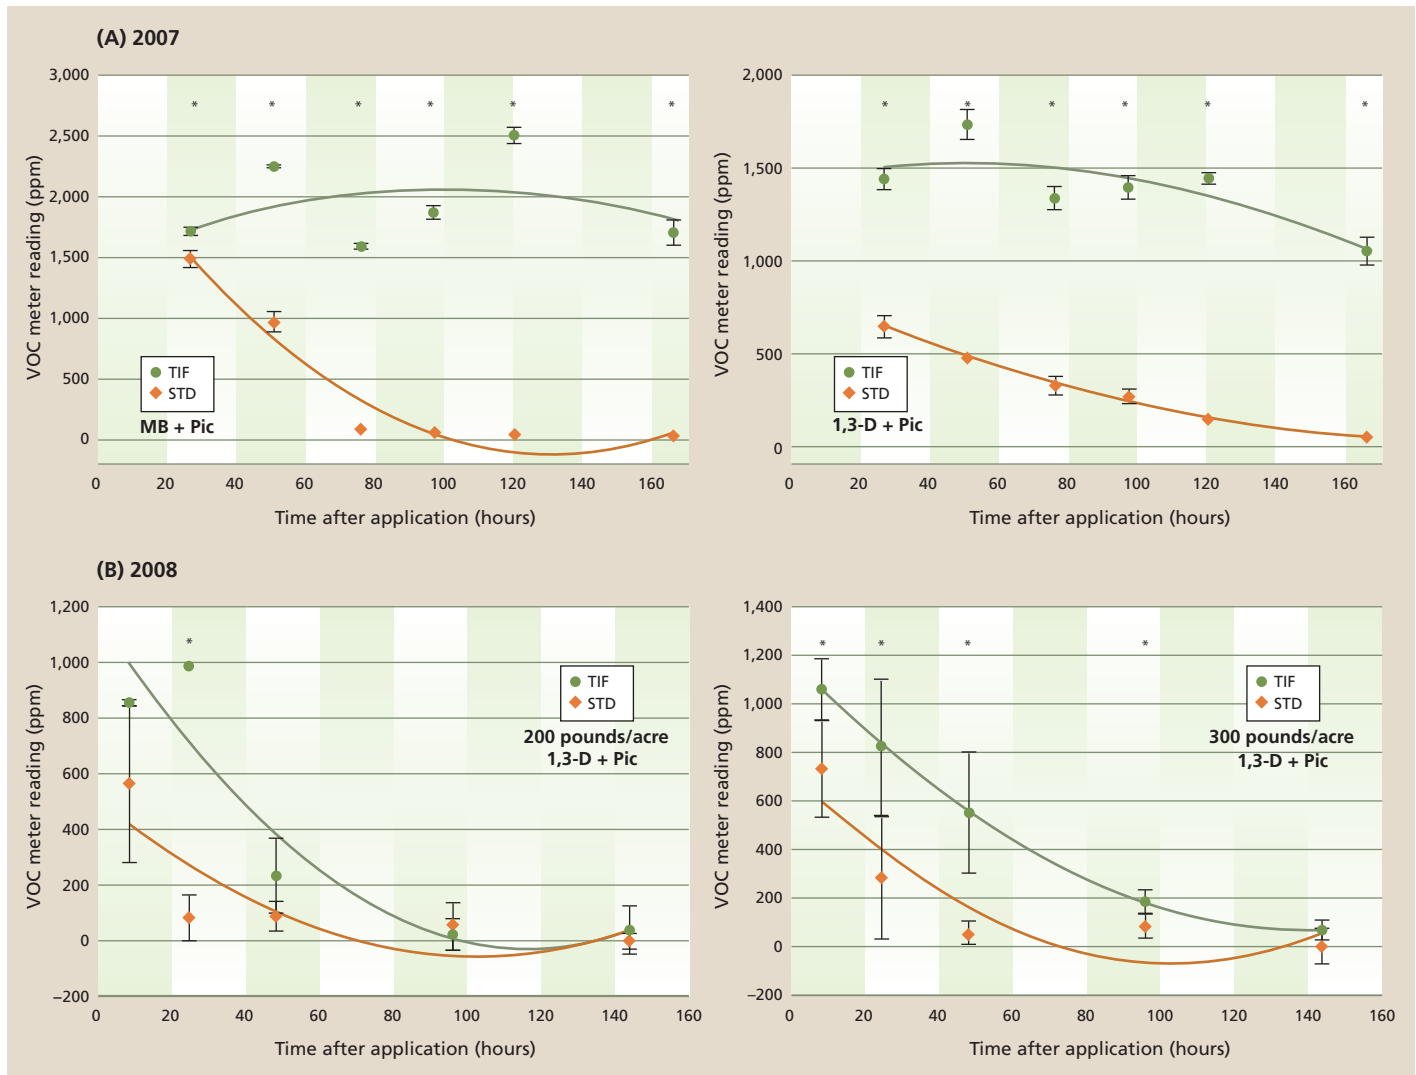 (A) 2007
3,000
2,500
2,000
1,500
1,000
500
0
VOC meter reading (ppm)
* * * * * *
TIF
STD
MB + Pic
0 20 40 60 80 100 120 140 160
Time after application (hours)
2,000
1,500
1,000
500
0
VOC meter reading (ppm)
* * * * * *
TIF
STD
1,3-D + Pic
0 20 40 60 80 100 120 140 160
Time after application (hours)
(B) 2008
1,200
1,000
800
600
400
200
0
–200
VOC meter reading (ppm)
*
TIF
STD
200 pounds/acre
1,3-D + Pic
0 20 40 60 80 100 120 140 160
Time after application (hours)
1,400
1,200
1,000
800
600
400
200
0
–200
VOC meter reading (ppm)
* * * *
TIF
STD
300 pounds/acre
1,3-D + Pic
0 20 40 60 80 100 120 140 160
Time after application (hours)